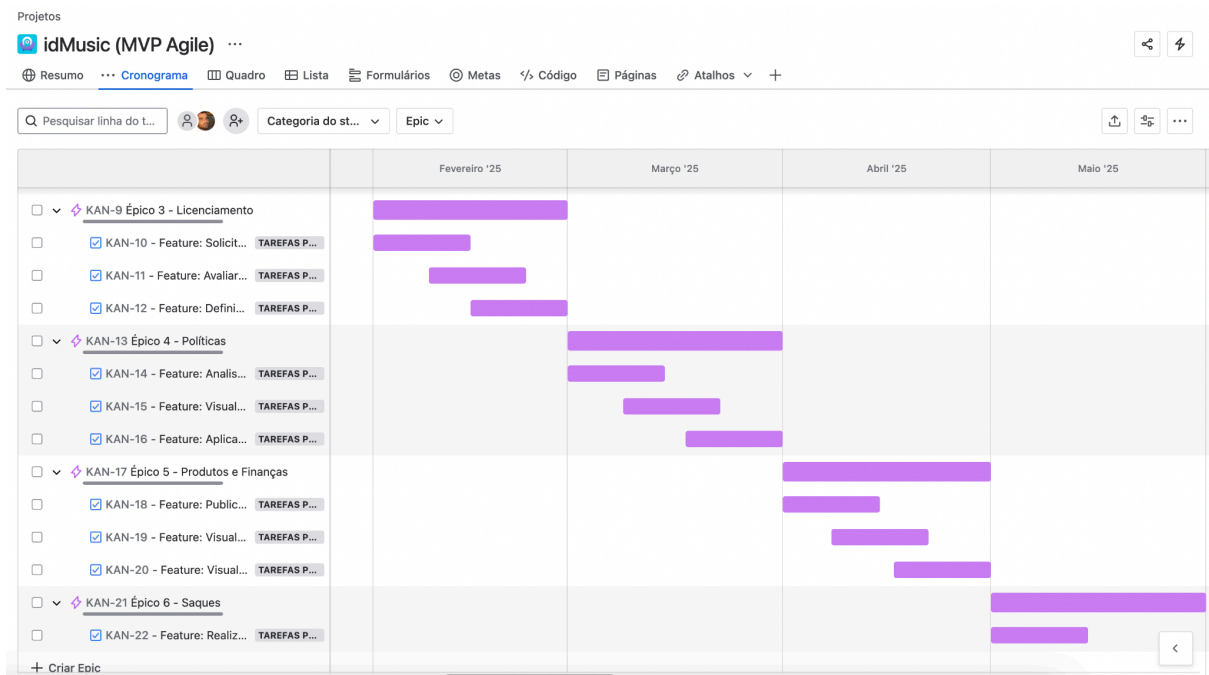 Projetos
idMusic (MVP Agile) ...
Resumo ... Cronograma Quadro Lista Formulários Metas </> Código Páginas Atalhos +
Pesquisar linha do t... Categoria do st... Epic
Fevereiro '25 Março '25 Abril '25 Maio '25
KAN-9 Épico 3 - Licenciamento
KAN-10 - Feature: Solicit... TAREFAS P...
KAN-11 - Feature: Avaliar... TAREFAS P...
KAN-12 - Feature: Defini... TAREFAS P...
KAN-13 Épico 4 - Políticas
KAN-14 - Feature: Analis... TAREFAS P...
KAN-15 - Feature: Visual... TAREFAS P...
KAN-16 - Feature: Aplica... TAREFAS P...
KAN-17 Épico 5 - Produtos e Finanças
KAN-18 - Feature: Public... TAREFAS P...
KAN-19 - Feature: Visual... TAREFAS P...
KAN-20 - Feature: Visual... TAREFAS P...
KAN-21 Épico 6 - Saques
KAN-22 - Feature: Realiz... TAREFAS P...
+ Criar Epic